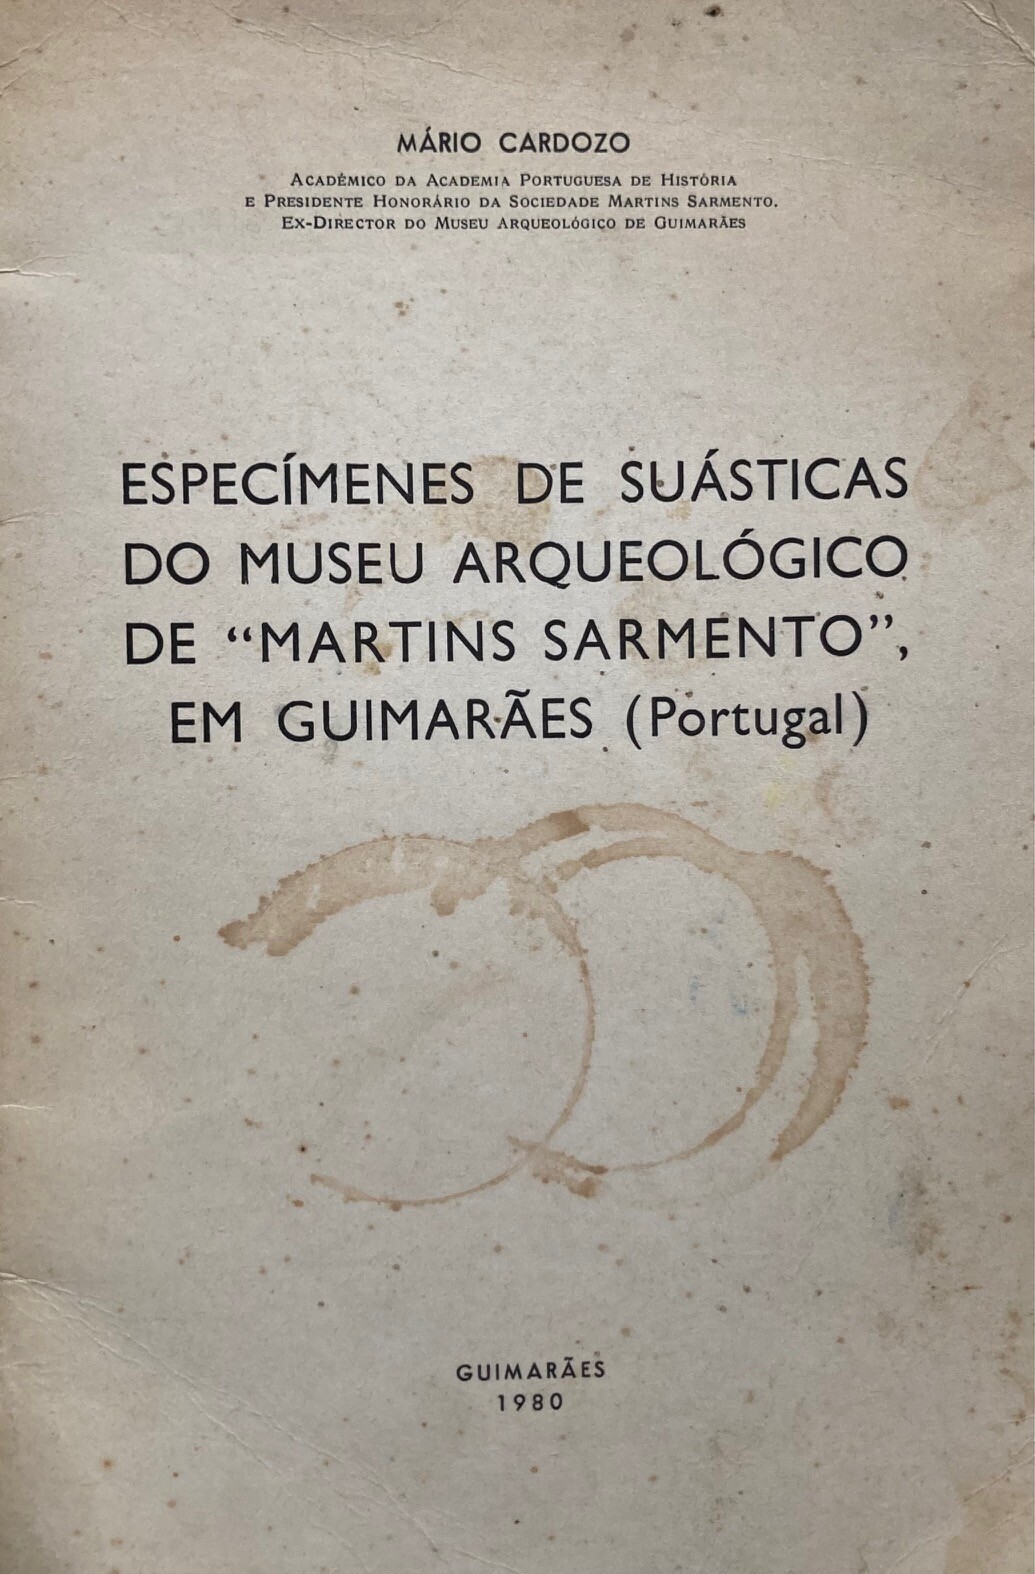 MÁRIO CARDOZO
ACADÉMICO DA ACADEMIA PORTUGUESA DE HISTÓRIA
E PRESIDENTE HONORÁRIO DA SOCIEDADE MARTINS SARMENTO.
EX-DIRECTOR DO MUSEU ARQUEOLÓGICO DE GUIMARÃES
ESPECÍMENES DE SUÁSTICAS
DO MUSEU ARQUEOLÓGICO
DE “MARTINS SARMENTO”,
EM GUIMARÃES (Portugal)
GUIMARÃES
1980